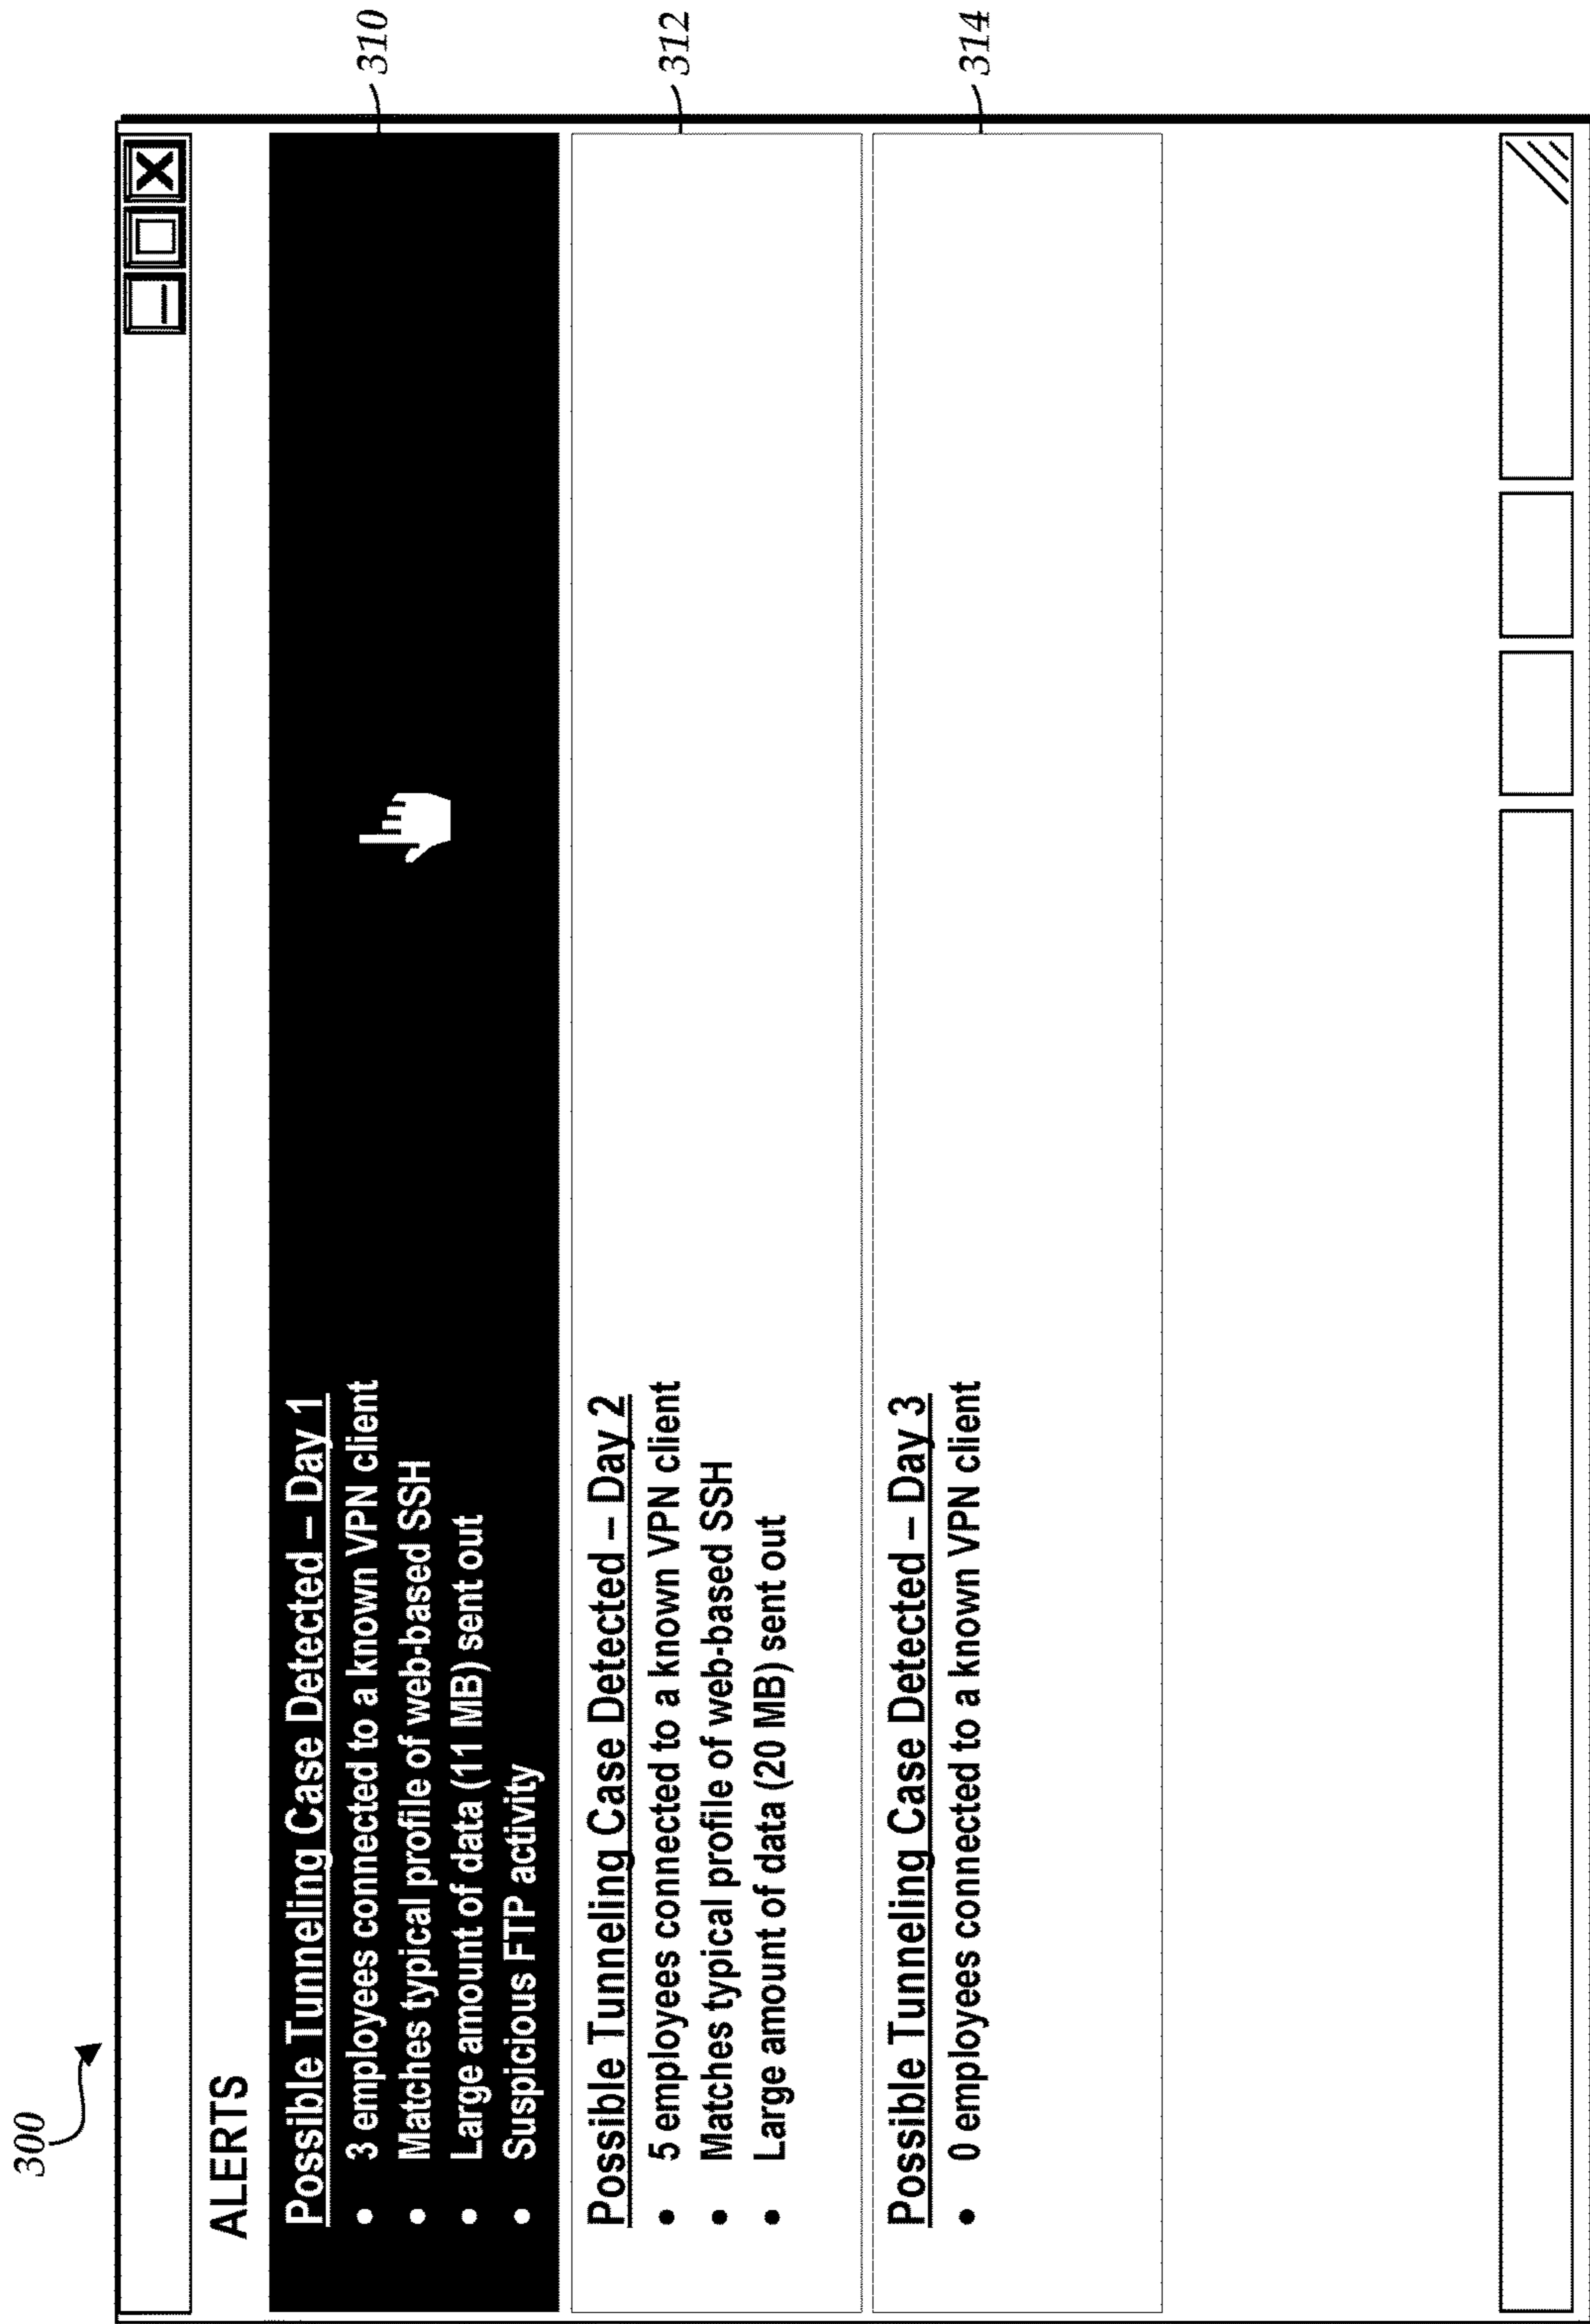 300
ALERTS
Possible Tunneling Case Detected – Day 1
• 3 employees connected to a known VPN client
• Matches typical profile of web-based SSH
• Large amount of data (11 MB) sent out
• Suspicious FTP activity
310
Possible Tunneling Case Detected – Day 2
• 5 employees connected to a known VPN client
• Matches typical profile of web-based SSH
• Large amount of data (20 MB) sent out
312
Possible Tunneling Case Detected – Day 3
• 0 employees connected to a known VPN client
314